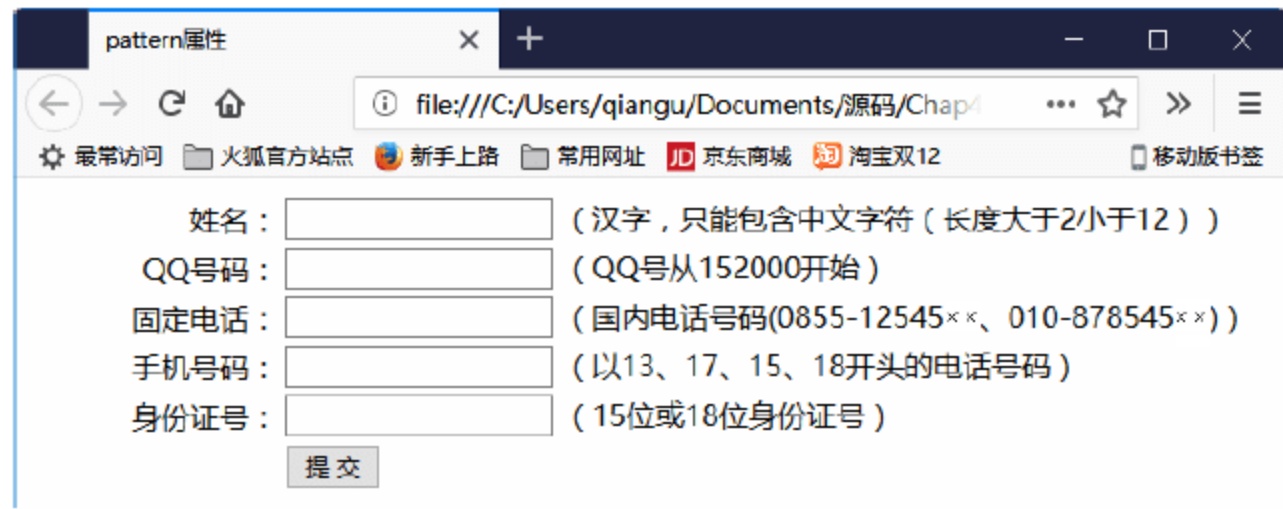 pattern属性
file:///C:/Users/qiangu/Documents/源码/Chap4
最常访问 火狐官方站点 新手上路 常用网址 JD 京东商城 淘 淘宝双12 移动版书签
姓名： （汉字，只能包含中文字符（长度大于2小于12））
QQ号码： （QQ号从152000开始）
固定电话： （国内电话号码(0855-12545××、010-878545××)）
手机号码： （以13、17、15、18开头的电话号码）
身份证号： （15位或18位身份证号）
提 交